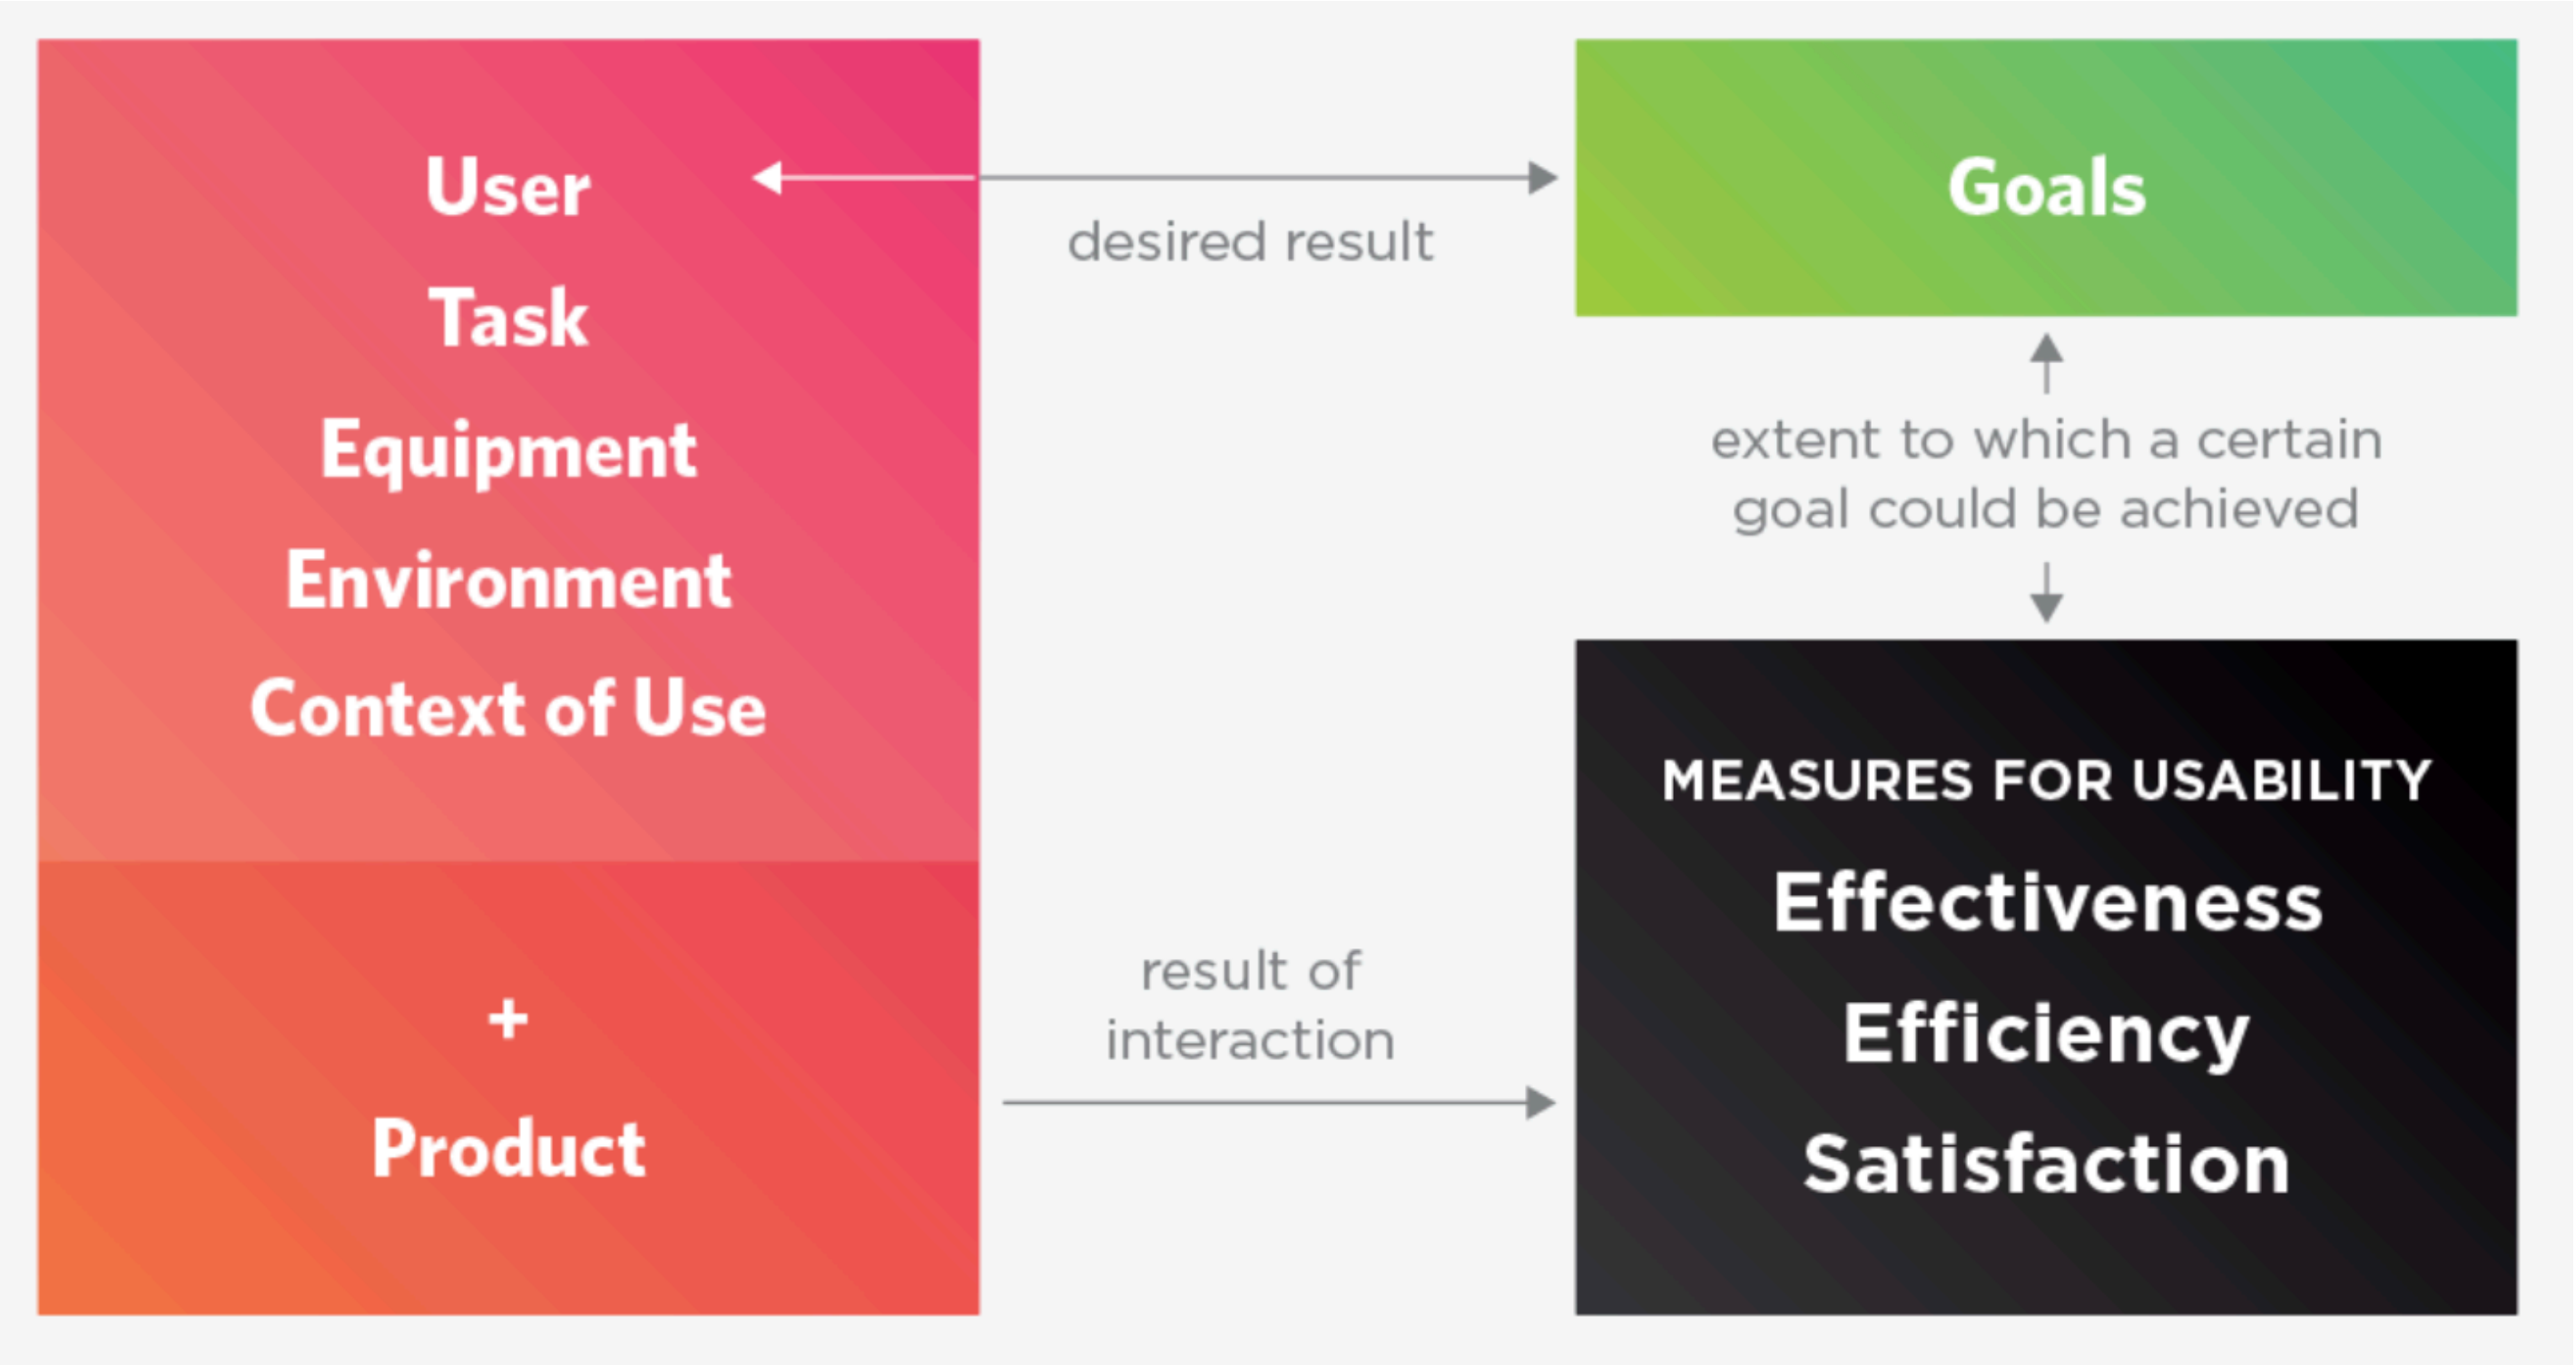 User
Task
Equipment
Environment
Context of Use
+
Product
desired result
result of
interaction
Goals
extent to which a certain
goal could be achieved
MEASURES FOR USABILITY
Effectiveness
Efficiency
Satisfaction